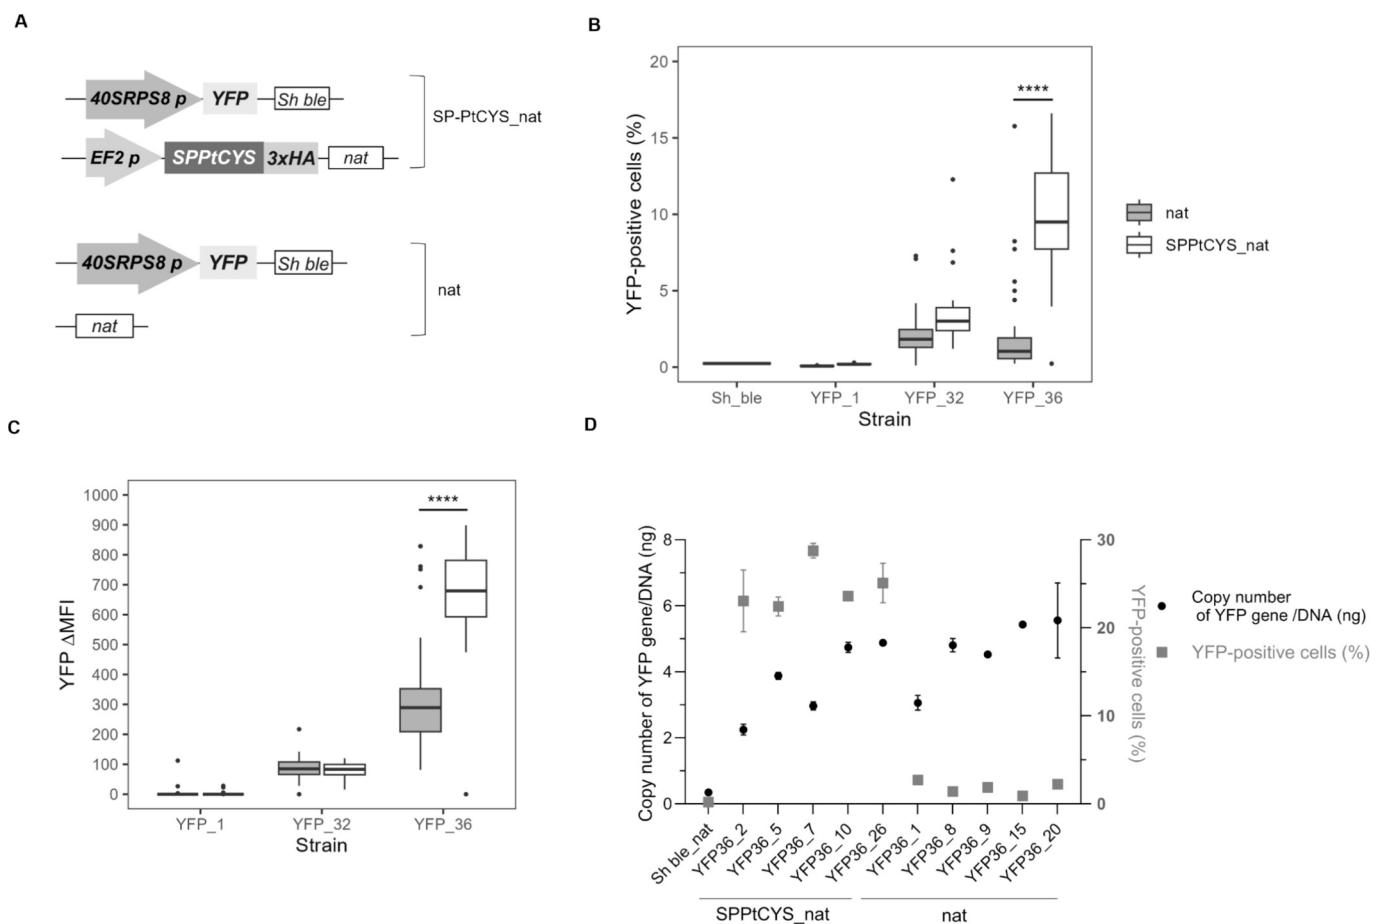 A
40SRPS8 p YFP Sh ble
SP-PtCYS_nat
EF2 p SPPtCYS 3xHA nat
40SRPS8 p YFP Sh ble
nat
nat
B
YFP-positive cells (%)
20
15
10
5
0
****
Sh_ble YFP_1 YFP_32 YFP_36
Strain
nat
SPPtCYS_nat
C
YFP ΔMFI
1000
900
800
700
600
500
400
300
200
100
0
****
YFP_1 YFP_32 YFP_36
Strain
D
Copy number of YFP gene/DNA (ng)
8
6
4
2
0
30
20
10
0
YFP-positive cells (%)
Copy number
of YFP gene /DNA (ng)
YFP-positive cells (%)
Sh ble_nat
YFP36_2
YFP36_5
YFP36_7
YFP36_10
YFP36_26
YFP36_1
YFP36_8
YFP36_9
YFP36_15
YFP36_20
SPPtCYS_nat nat